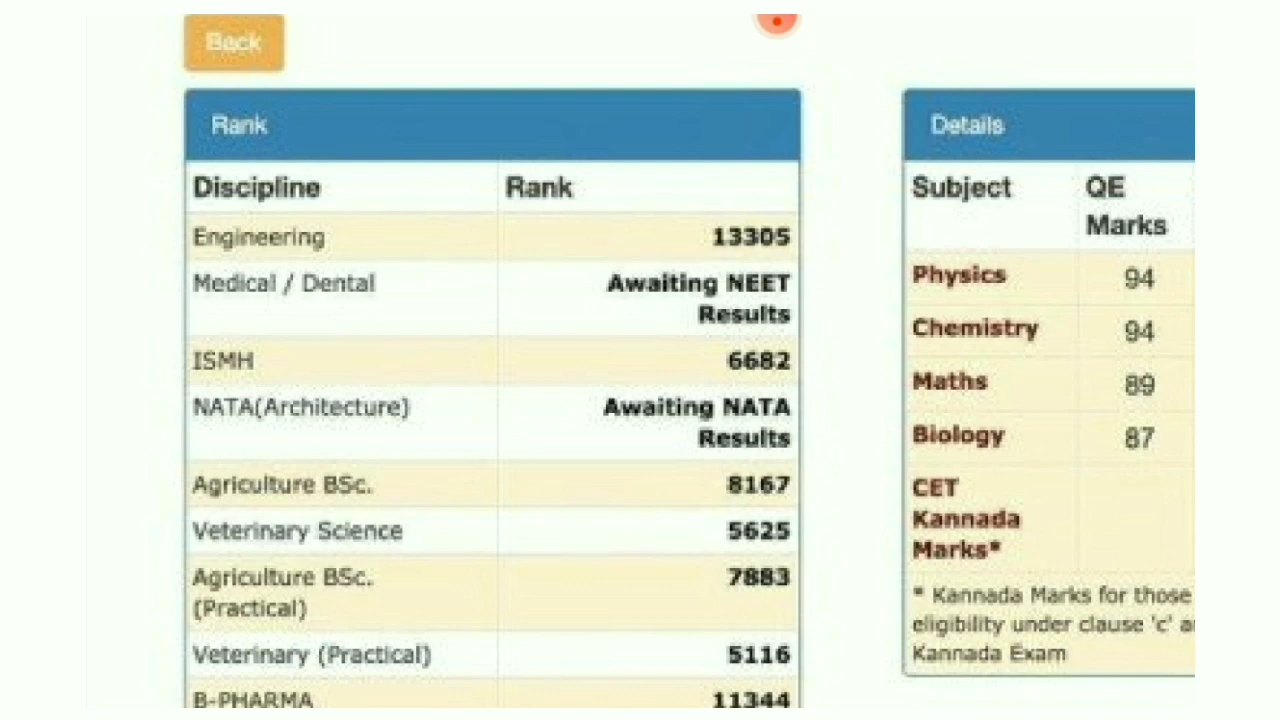 Back
Rank
Discipline Rank
Engineering 13305
Medical / Dental Awaiting NEET
Results
ISMH 6682
NATA(Architecture) Awaiting NATA
Results
Agriculture BSc. 8167
Veterinary Science 5625
Agriculture BSc. 7883
(Practical)
Veterinary (Practical) 5116
B-PHARMA 11344
Details
Subject QE
Marks
Physics 94
Chemistry 94
Maths 89
Biology 87
CET
Kannada
Marks*
* Kannada Marks for those
eligibility under clause 'c'
Kannada Exam